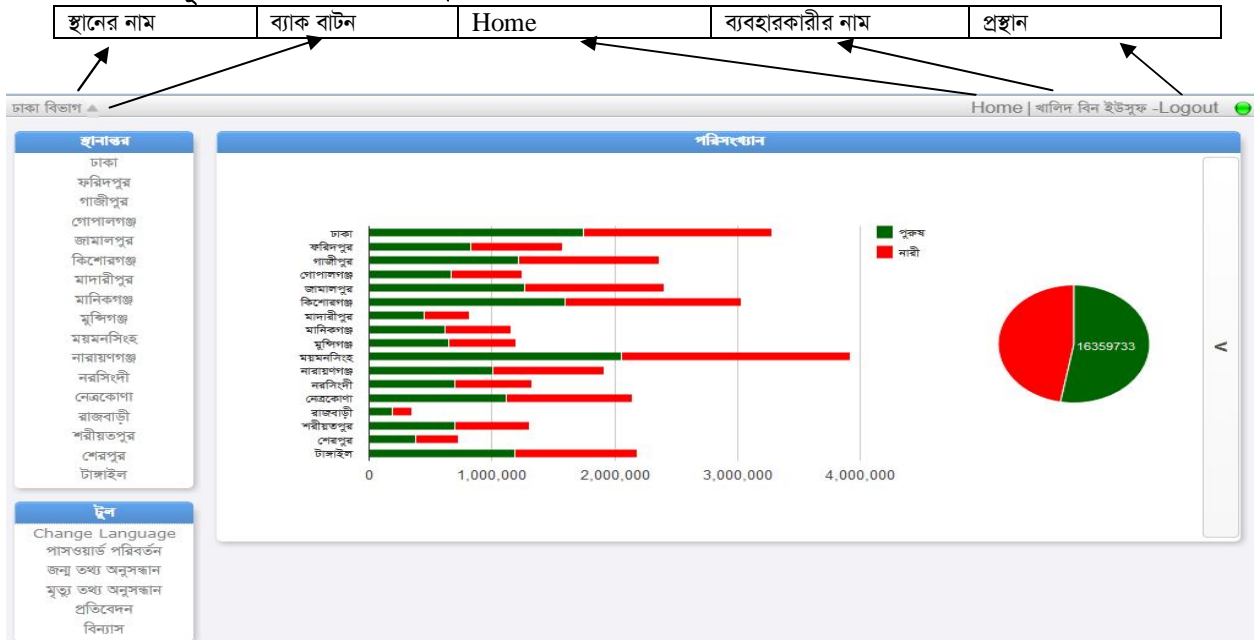 স্থানের নাম ব্যাক বাটন Home ব্যবহারকারীর নাম প্রস্থান
ঢাকা বিভাগ Home | খালিদ বিন ইউসুফ -Logout
স্থানান্তর
ঢাকা
ফরিদপুর
গাজীপুর
গোপালগঞ্জ
জামালপুর
কিশোরগঞ্জ
মাদারীপুর
মানিকগঞ্জ
মুন্সিগঞ্জ
ময়মনসিংহ
নারায়ণগঞ্জ
নরসিংদী
নেত্রকোণা
রাজবাড়ী
শরীয়তপুর
শেরপুর
টাঙ্গাইল
টুল
Change Language
পাসওয়ার্ড পরিবর্তন
জন্ম তথ্য অনুসন্ধান
মৃত্যু তথ্য অনুসন্ধান
প্রতিবেদন
বিন্যাস
পরিসংখ্যান
ঢাকা
ফরিদপুর
গাজীপুর
গোপালগঞ্জ
জামালপুর
কিশোরগঞ্জ
মাদারীপুর
মানিকগঞ্জ
মুন্সিগঞ্জ
ময়মনসিংহ
নারায়ণগঞ্জ
নরসিংদী
নেত্রকোণা
রাজবাড়ী
শরীয়তপুর
শেরপুর
টাঙ্গাইল
0 1,000,000 2,000,000 3,000,000 4,000,000
পুরুষ
নারী
16359733
<